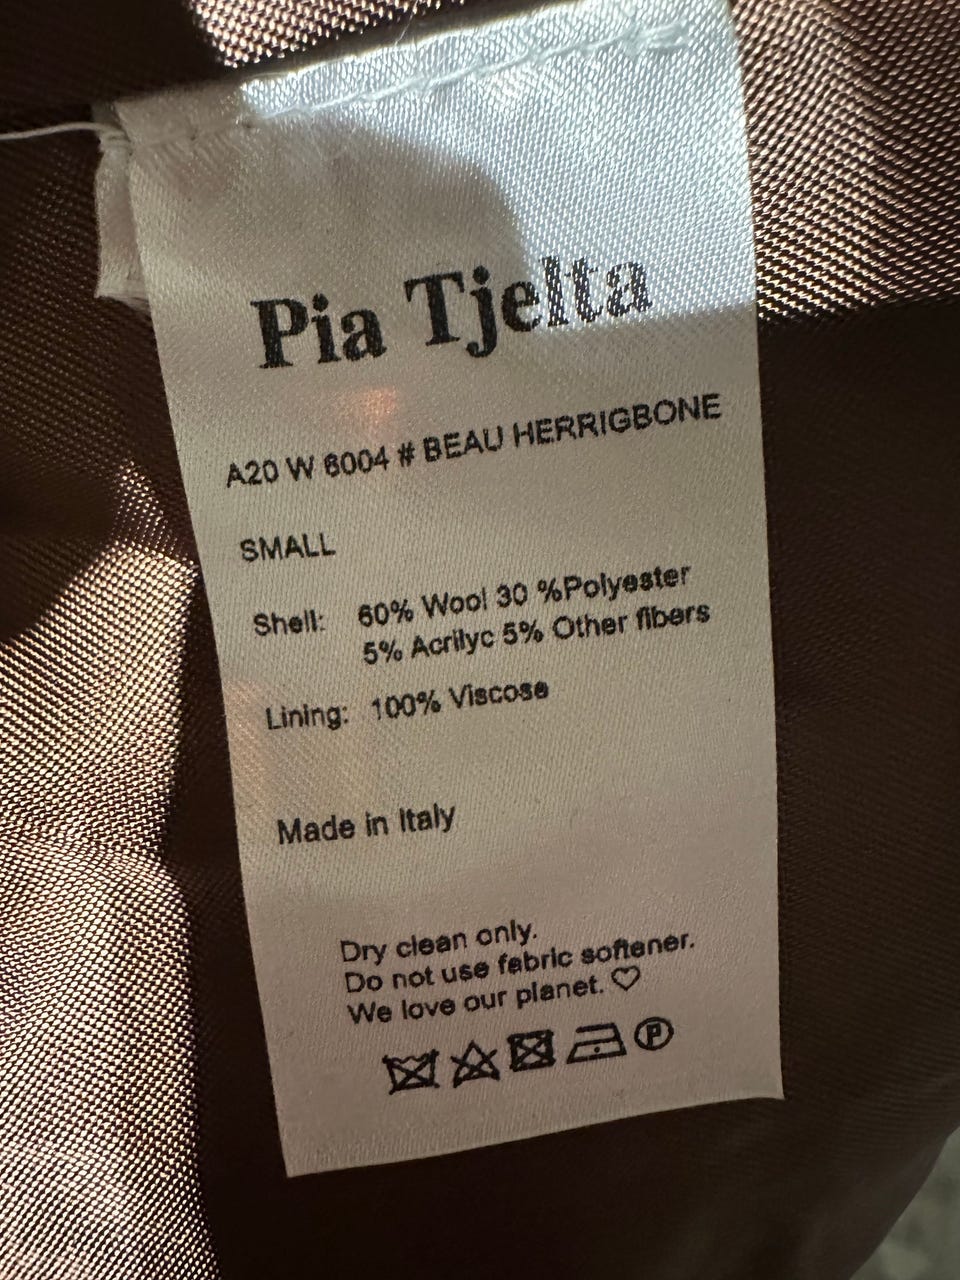 Pia Tjelta
A20 W 6004 # BEAU HERRIGBONE
SMALL
Shell: 60% Wool 30 %Polyester
5% Acrilyc 5% Other fibers
Lining: 100% Viscose
Made in Italy
Dry clean only.
Do not use fabric softener.
We love our planet. ♡
P